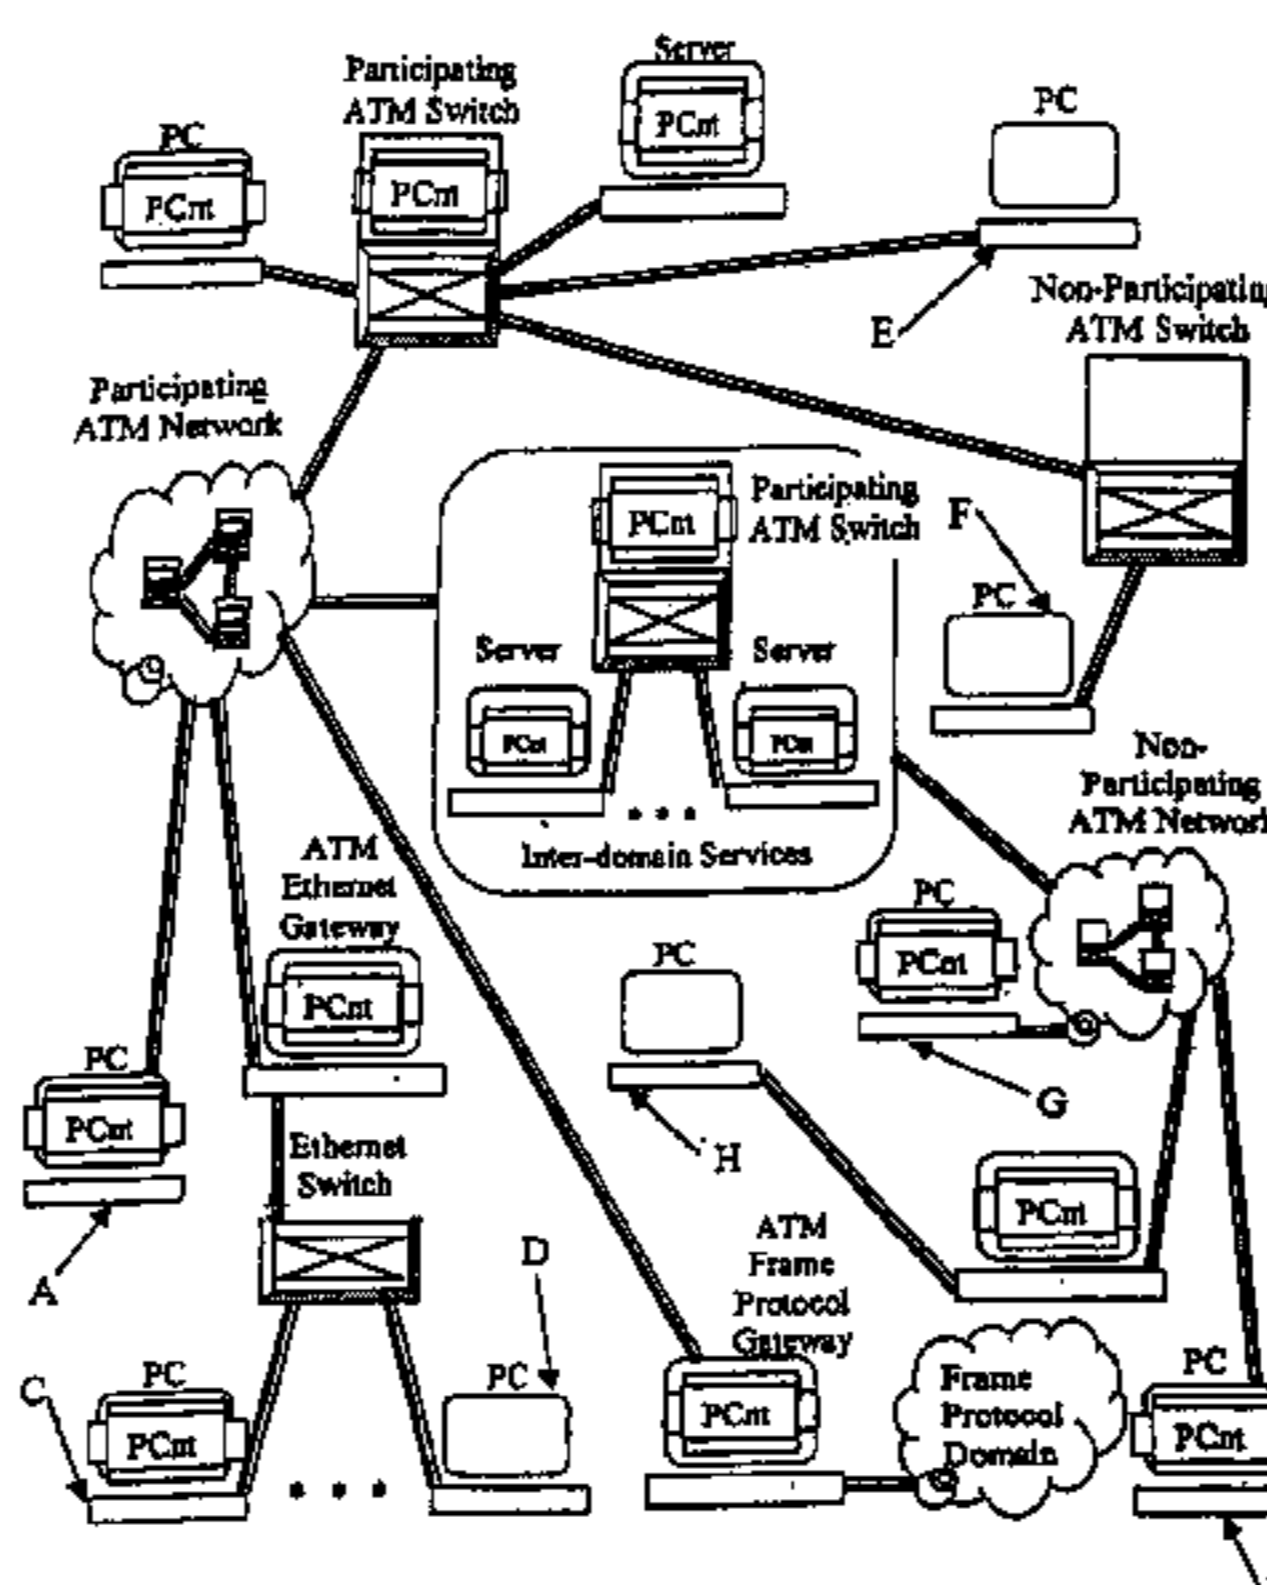 Server
Participating
ATM Switch
PC
PCnt
PC
PCnt
PCnt
E
Non-Participating
ATM Switch
Participating
ATM Network
Participating
ATM Switch
PCnt
F
PC
Server
Server
PCnt
PCnt
Inter-domain Services
Non-
Participating
ATM Network
ATM
Ethernet
Gateway
PCnt
PC
PCnt
PC
G
H
PC
PCnt
Ethernet
Switch
A
PCnt
ATM
Frame
Protocol
Gateway
D
PC
PC
C
PCnt
PCnt
Frame
Protocol
Domain
PC
PCnt